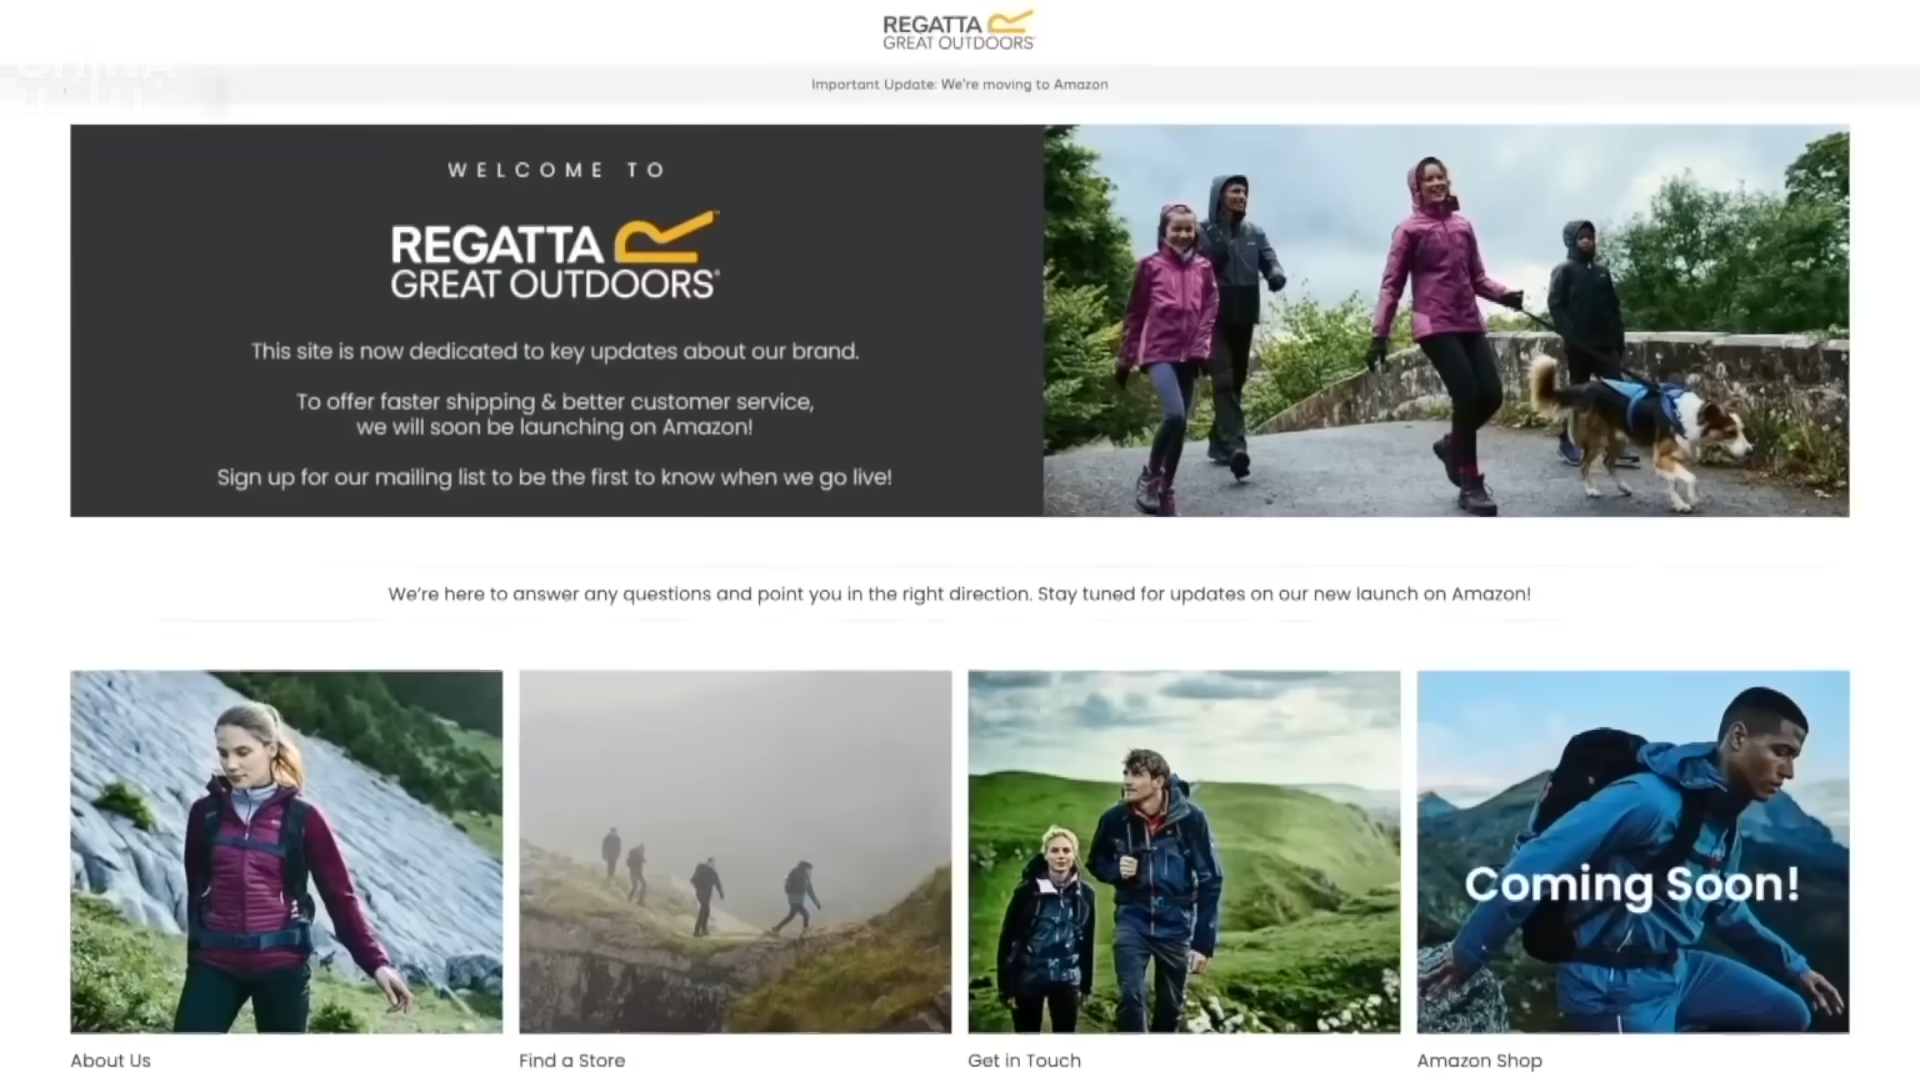 REGATTA
GREAT OUTDOORS
Important Update: We're moving to Amazon
WELCOME TO
REGATTA
GREAT OUTDOORS
This site is now dedicated to key updates about our brand.
To offer faster shipping & better customer service,
we will soon be launching on Amazon!
Sign up for our mailing list to be the first to know when we go live!
We're here to answer any questions and point you in the right direction. Stay tuned for updates on our new launch on Amazon!
Coming Soon!
About Us
Find a Store
Get in Touch
Amazon Shop